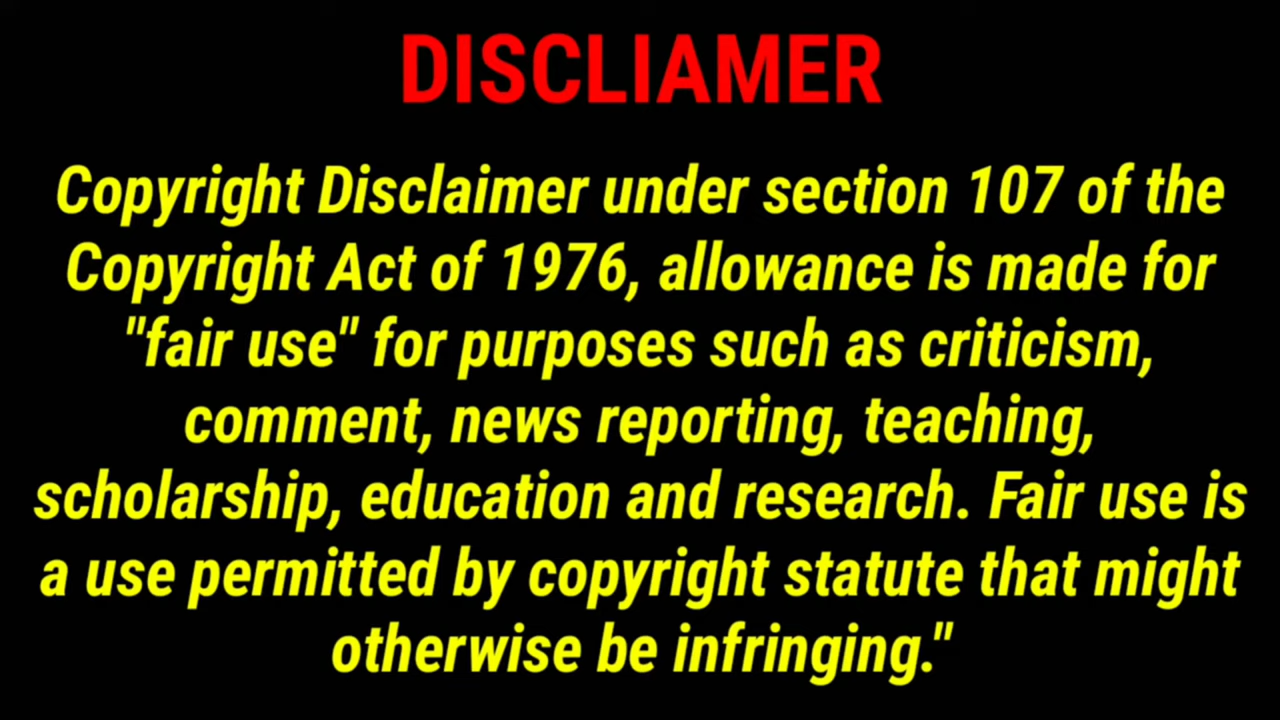 DISCLIAMER
Copyright Disclaimer under section 107 of the
Copyright Act of 1976, allowance is made for
"fair use" for purposes such as criticism,
comment, news reporting, teaching,
scholarship, education and research. Fair use is
a use permitted by copyright statute that might
otherwise be infringing."